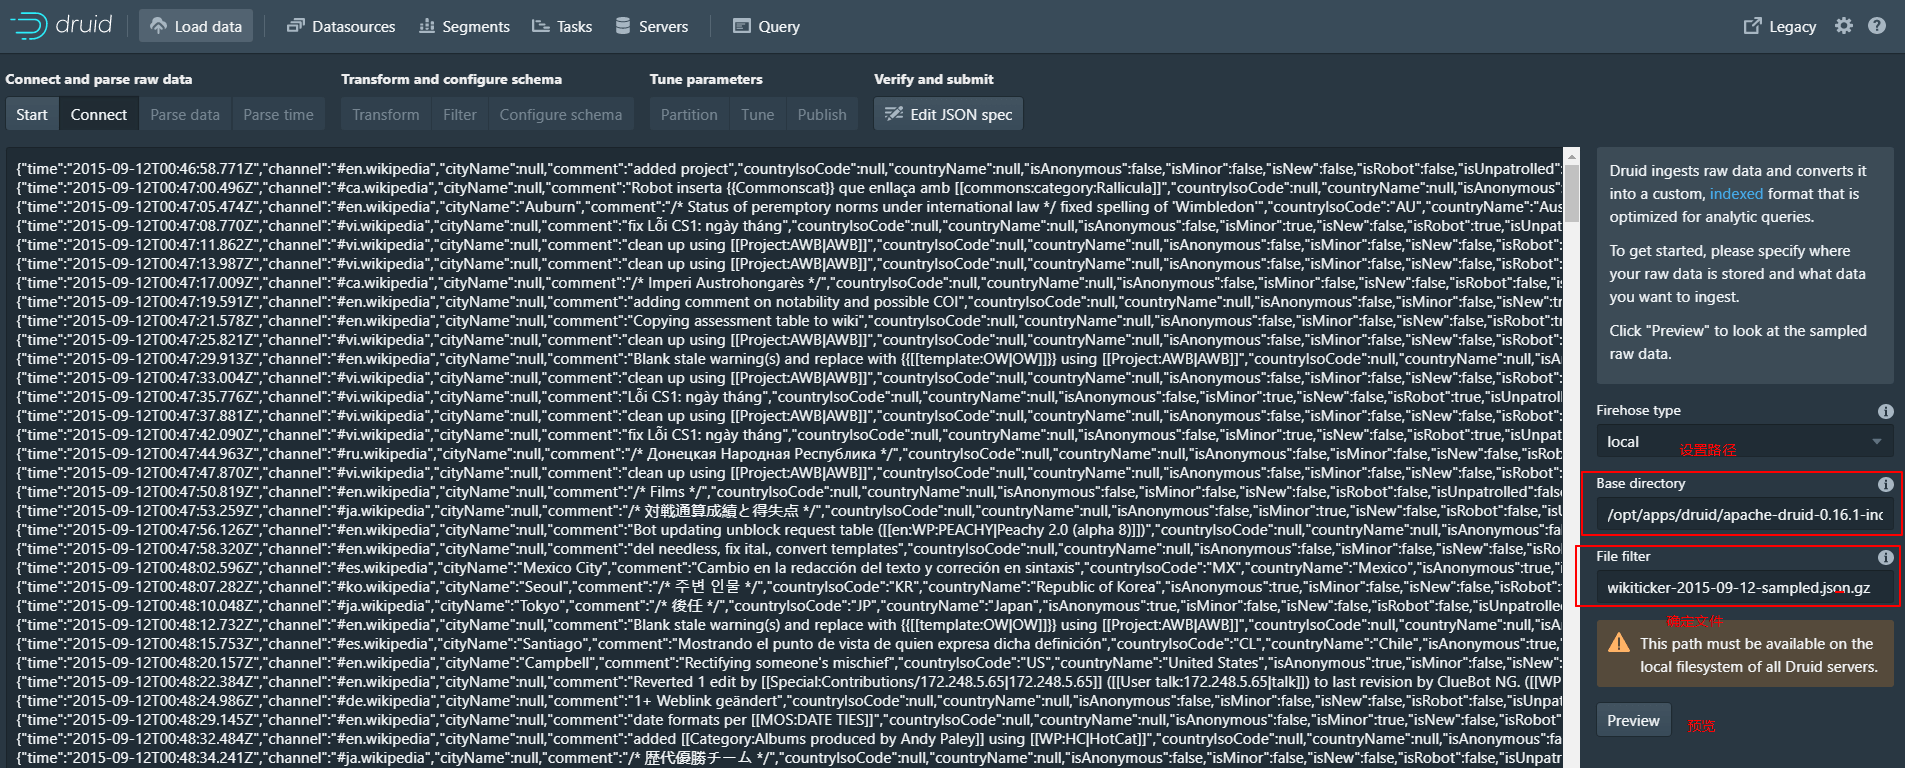 druid
Load data
Datasources
Segments
Tasks
Servers
Query
Legacy
Connect and parse raw data
Transform and configure schema
Tune parameters
Verify and submit
Start
Connect
Parse data
Parse time
Transform
Filter
Configure schema
Partition
Tune
Publish
Edit JSON spec
{"time":"2015-09-12T00:46:58.771Z","channel":"#en.wikipedia","cityName":null,"comment":"added project","countryIsoCode":null,"countryName":null,"isAnonymous":false,"isMinor":false,"isNew":false,"isRobot":false,"isUnpatrolled":
{"time":"2015-09-12T00:47:00.496Z","channel":"#ca.wikipedia","cityName":null,"comment":"Robot inserta {{Commonscat}} que enllaça amb [[commons:category:Rallicula]]","countryIsoCode":null,"countryName":null,"isAnonymous":
{"time":"2015-09-12T00:47:05.474Z","channel":"#en.wikipedia","cityName":"Auburn","comment":"/* Status of peremptory norms under international law */ fixed spelling of 'Wimbledon'","countryIsoCode":"AU","countryName":"Aus
{"time":"2015-09-12T00:47:08.770Z","channel":"#vi.wikipedia","cityName":null,"comment":"fix Lỗi CS1: ngày tháng","countryIsoCode":null,"countryName":null,"isAnonymous":false,"isMinor":true,"isNew":false,"isRobot":true,"isUnpat
{"time":"2015-09-12T00:47:11.862Z","channel":"#vi.wikipedia","cityName":null,"comment":"clean up using [[Project:AWB|AWB]]","countryIsoCode":null,"countryName":null,"isAnonymous":false,"isMinor":false,"isNew":false,"isRobot":
{"time":"2015-09-12T00:47:13.987Z","channel":"#vi.wikipedia","cityName":null,"comment":"clean up using [[Project:AWB|AWB]]","countryIsoCode":null,"countryName":null,"isAnonymous":false,"isMinor":false,"isNew":false,"isRobot":
{"time":"2015-09-12T00:47:17.009Z","channel":"#ca.wikipedia","cityName":null,"comment":"/* Imperi Austrohongarès */","countryIsoCode":null,"countryName":null,"isAnonymous":false,"isMinor":false,"isNew":false,"isRobot":false,"is
{"time":"2015-09-12T00:47:19.591Z","channel":"#en.wikipedia","cityName":null,"comment":"adding comment on notability and possible COI","countryIsoCode":null,"countryName":null,"isAnonymous":false,"isMinor":false,"isNew":tr
{"time":"2015-09-12T00:47:21.578Z","channel":"#en.wikipedia","cityName":null,"comment":"Copying assessment table to wiki","countryIsoCode":null,"countryName":null,"isAnonymous":false,"isMinor":false,"isNew":false,"isRobot":tru
{"time":"2015-09-12T00:47:25.821Z","channel":"#vi.wikipedia","cityName":null,"comment":"clean up using [[Project:AWB|AWB]]","countryIsoCode":null,"countryName":null,"isAnonymous":false,"isMinor":false,"isNew":false,"isRobot":
{"time":"2015-09-12T00:47:29.913Z","channel":"#en.wikipedia","cityName":null,"comment":"Blank stale warning(s) and replace with {{[[template:OW|OW]]}} using [[Project:AWB|AWB]]","countryIsoCode":null,"countryName":null,"isAn
{"time":"2015-09-12T00:47:33.004Z","channel":"#vi.wikipedia","cityName":null,"comment":"clean up using [[Project:AWB|AWB]]","countryIsoCode":null,"countryName":null,"isAnonymous":false,"isMinor":false,"isNew":false,"isRobot":
{"time":"2015-09-12T00:47:35.776Z","channel":"#vi.wikipedia","cityName":null,"comment":"Lỗi CS1: ngày tháng","countryIsoCode":null,"countryName":null,"isAnonymous":false,"isMinor":true,"isNew":false,"isRobot":true,"isUnpatroll
{"time":"2015-09-12T00:47:37.881Z","channel":"#vi.wikipedia","cityName":null,"comment":"clean up using [[Project:AWB|AWB]]","countryIsoCode":null,"countryName":null,"isAnonymous":false,"isMinor":true,"isNew":false,"isRobot":
{"time":"2015-09-12T00:47:42.090Z","channel":"#vi.wikipedia","cityName":null,"comment":"fix Lỗi CS1: ngày tháng","countryIsoCode":null,"countryName":null,"isAnonymous":false,"isMinor":true,"isNew":false,"isRobot":true,"isUnpat
{"time":"2015-09-12T00:47:44.963Z","channel":"#ru.wikipedia","cityName":null,"comment":"/* Донецкая Народная Республика */","countryIsoCode":null,"countryName":null,"isAnonymous":false,"isMinor":false,"isNew":false,"isRob
{"time":"2015-09-12T00:47:47.870Z","channel":"#vi.wikipedia","cityName":null,"comment":"clean up using [[Project:AWB|AWB]]","countryIsoCode":null,"countryName":null,"isAnonymous":false,"isMinor":true,"isNew":false,"isRobot":
{"time":"2015-09-12T00:47:50.819Z","channel":"#en.wikipedia","cityName":null,"comment":"/* Films */","countryIsoCode":null,"countryName":null,"isAnonymous":false,"isMinor":false,"isNew":false,"isRobot":false,"isUnpatrolled":false
{"time":"2015-09-12T00:47:53.259Z","channel":"#ja.wikipedia","cityName":null,"comment":"/* 対戦通算成績と得失点 */","countryIsoCode":null,"countryName":null,"isAnonymous":false,"isMinor":false,"isNew":false,"isRobot":false,"isUn
{"time":"2015-09-12T00:47:56.126Z","channel":"#en.wikipedia","cityName":null,"comment":"Bot updating unblock request table ([[en:WP:PEACHY|Peachy 2.0 (alpha 8)]])","countryIsoCode":null,"countryName":null,"isAnonymous":f
{"time":"2015-09-12T00:47:58.320Z","channel":"#en.wikipedia","cityName":null,"comment":"del needless, fix ital., convert templates","countryIsoCode":null,"countryName":null,"isAnonymous":false,"isMinor":false,"isNew":false,"isRo
{"time":"2015-09-12T00:48:02.596Z","channel":"#es.wikipedia","cityName":"Mexico City","comment":"Cambio en la redacción del texto y correción en sintaxis","countryIsoCode":"MX","countryName":"Mexico","isAnonymous":true,"is
{"time":"2015-09-12T00:48:07.282Z","channel":"#ko.wikipedia","cityName":"Seoul","comment":"/* 주변 인물 */","countryIsoCode":"KR","countryName":"Republic of Korea","isAnonymous":true,"isMinor":false,"isNew":false,"isRobot":fals
{"time":"2015-09-12T00:48:10.048Z","channel":"#ja.wikipedia","cityName":"Tokyo","comment":"/* 後任 */","countryIsoCode":"JP","countryName":"Japan","isAnonymous":true,"isMinor":false,"isNew":false,"isRobot":false,"isUnpatrolled
{"time":"2015-09-12T00:48:12.732Z","channel":"#en.wikipedia","cityName":null,"comment":"Blank stale warning(s) and replace with {{[[template:OW|OW]]}} using [[Project:AWB|AWB]]","countryIsoCode":null,"countryName":null,"isAn
{"time":"2015-09-12T00:48:15.753Z","channel":"#es.wikipedia","cityName":"Santiago","comment":"Mostrando el punto de vista de quien expresa dicha definición","countryIsoCode":"CL","countryName":"Chile","isAnonymous":true,"
{"time":"2015-09-12T00:48:20.157Z","channel":"#en.wikipedia","cityName":"Campbell","comment":"Rectifying someone's mischief","countryIsoCode":"US","countryName":"United States","isAnonymous":true,"isMinor":false,"isNew":
{"time":"2015-09-12T00:48:22.384Z","channel":"#en.wikipedia","cityName":null,"comment":"Reverted 1 edit by [[Special:Contributions/172.248.5.65|172.248.5.65]] ([[User talk:172.248.5.65|talk]]) to last revision by ClueBot NG. ([[WP
{"time":"2015-09-12T00:48:24.986Z","channel":"#de.wikipedia","cityName":null,"comment":"1+ Weblink geändert","countryIsoCode":null,"countryName":null,"isAnonymous":false,"isMinor":false,"isNew":false,"isRobot":false,"isUnpat
{"time":"2015-09-12T00:48:29.145Z","channel":"#en.wikipedia","cityName":null,"comment":"date formats per [[MOS:DATE TIES]]","countryIsoCode":null,"countryName":null,"isAnonymous":false,"isMinor":true,"isNew":false,"isRobot"
{"time":"2015-09-12T00:48:32.484Z","channel":"#en.wikipedia","cityName":null,"comment":"added [[Category:Albums produced by Andy Paley]] using [[WP:HC|HotCat]]","countryIsoCode":null,"countryName":null,"isAnonymous":fa
{"time":"2015-09-12T00:48:34.241Z","channel":"#ja.wikipedia","cityName":null,"comment":"/* 歴代優勝チーム */","countryIsoCode":null,"countryName":null,"isAnonymous":false,"isMinor":false,"isNew":false,"isRobot":false,"isUnpatr
Druid ingests raw data and converts it
into a custom, indexed format that is
optimized for analytic queries.
To get started, please specify where
your raw data is stored and what data
you want to ingest.
Click "Preview" to look at the sampled
raw data.
Firehose type
local
设置路径
Base directory
/opt/apps/druid/apache-druid-0.16.1-inc
File filter
wikiticker-2015-09-12-sampled.json.gz
确定文件
This path must be available on the
local filesystem of all Druid servers.
Preview
预览